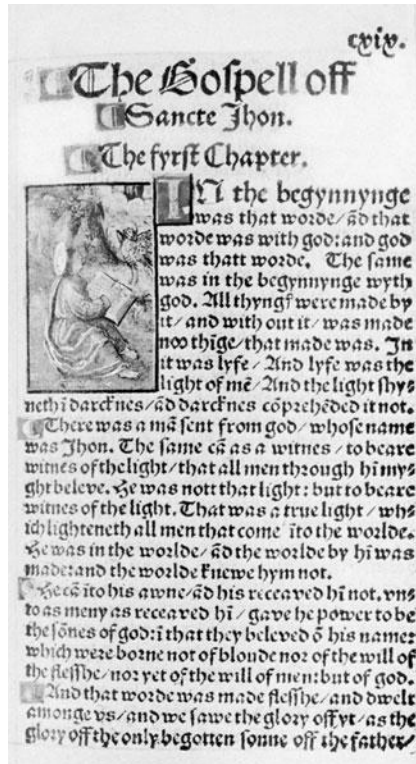 cxix.
¶The Gospell off
¶Sancte Jhon.
¶The fyrst Chapter.
IN the begynnynge
was that worde/ ād that
worde was with god: and god
was thatt worde. The same
was in the begynnynge wyth
god. All thyngꝭ were made by
it/ and with out it/ was made
noo thīge/ that made was. In
it was lyfe/ And lyfe was the
light of mē/ And the light shy⸗
neth ī darcknes/ ād darcknes cōprehēded it not.
¶There was a mā sent from god/ whose name
was Jhon. The same cā as a witnes/ to beare
witnes of the light/ that all men through hī my⸗
ght beleve. He was nott that light: but to beare
witnes of the light. That was a true light/ wh⸗
ich lighteneth all men that come īto the worlde.
He was in the worlde/ ād the worlde by hī was
made: and the worlde knewe hym not.
¶He cā īto his awne/ ād his receaved hī not. vn⸗
to as meny as receaved hī/ gave he power to be
the sōnes of god: ī that they beleved ō his name:
which were borne not of bloude nor of the will of
the flesshe/ nor yet of the will of men: but of god.
¶And that worde was made flesshe/ and dwelt
amonge vs/ and we sawe the glory off yt/ as the
glory off the only begotten sonne off the father/